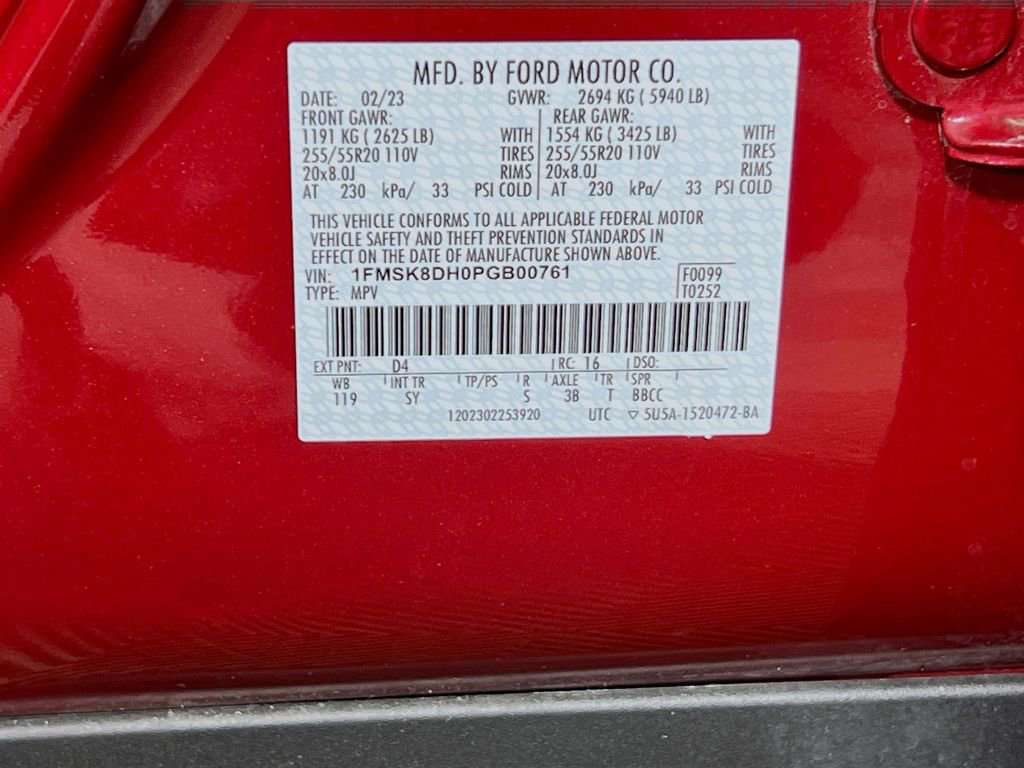 MFD. BY FORD MOTOR CO.
DATE: 02/23 GVWR: 2694 KG ( 5940 LB)
FRONT GAWR: REAR GAWR:
1191 KG ( 2625 LB) WITH 1554 KG ( 3425 LB) WITH
255/55R20 110V TIRES 255/55R20 110V TIRES
20x8.0J RIMS 20x8.0J RIMS
AT 230 kPa/ 33 PSI COLD AT 230 kPa/ 33 PSI COLD
THIS VEHICLE CONFORMS TO ALL APPLICABLE FEDERAL MOTOR
VEHICLE SAFETY AND THEFT PREVENTION STANDARDS IN
EFFECT ON THE DATE OF MANUFACTURE SHOWN ABOVE.
VIN: 1FMSK8DH0PGB00761 F0099
TYPE: MPV T0252
EXT PNT: D4 RC: 16 DSO:
WB INT TR TP/PS R AXLE TR SPR
119 SY S 3B T BBCC
1202302253920 UTC ▽ 5U5A-1520472-BA